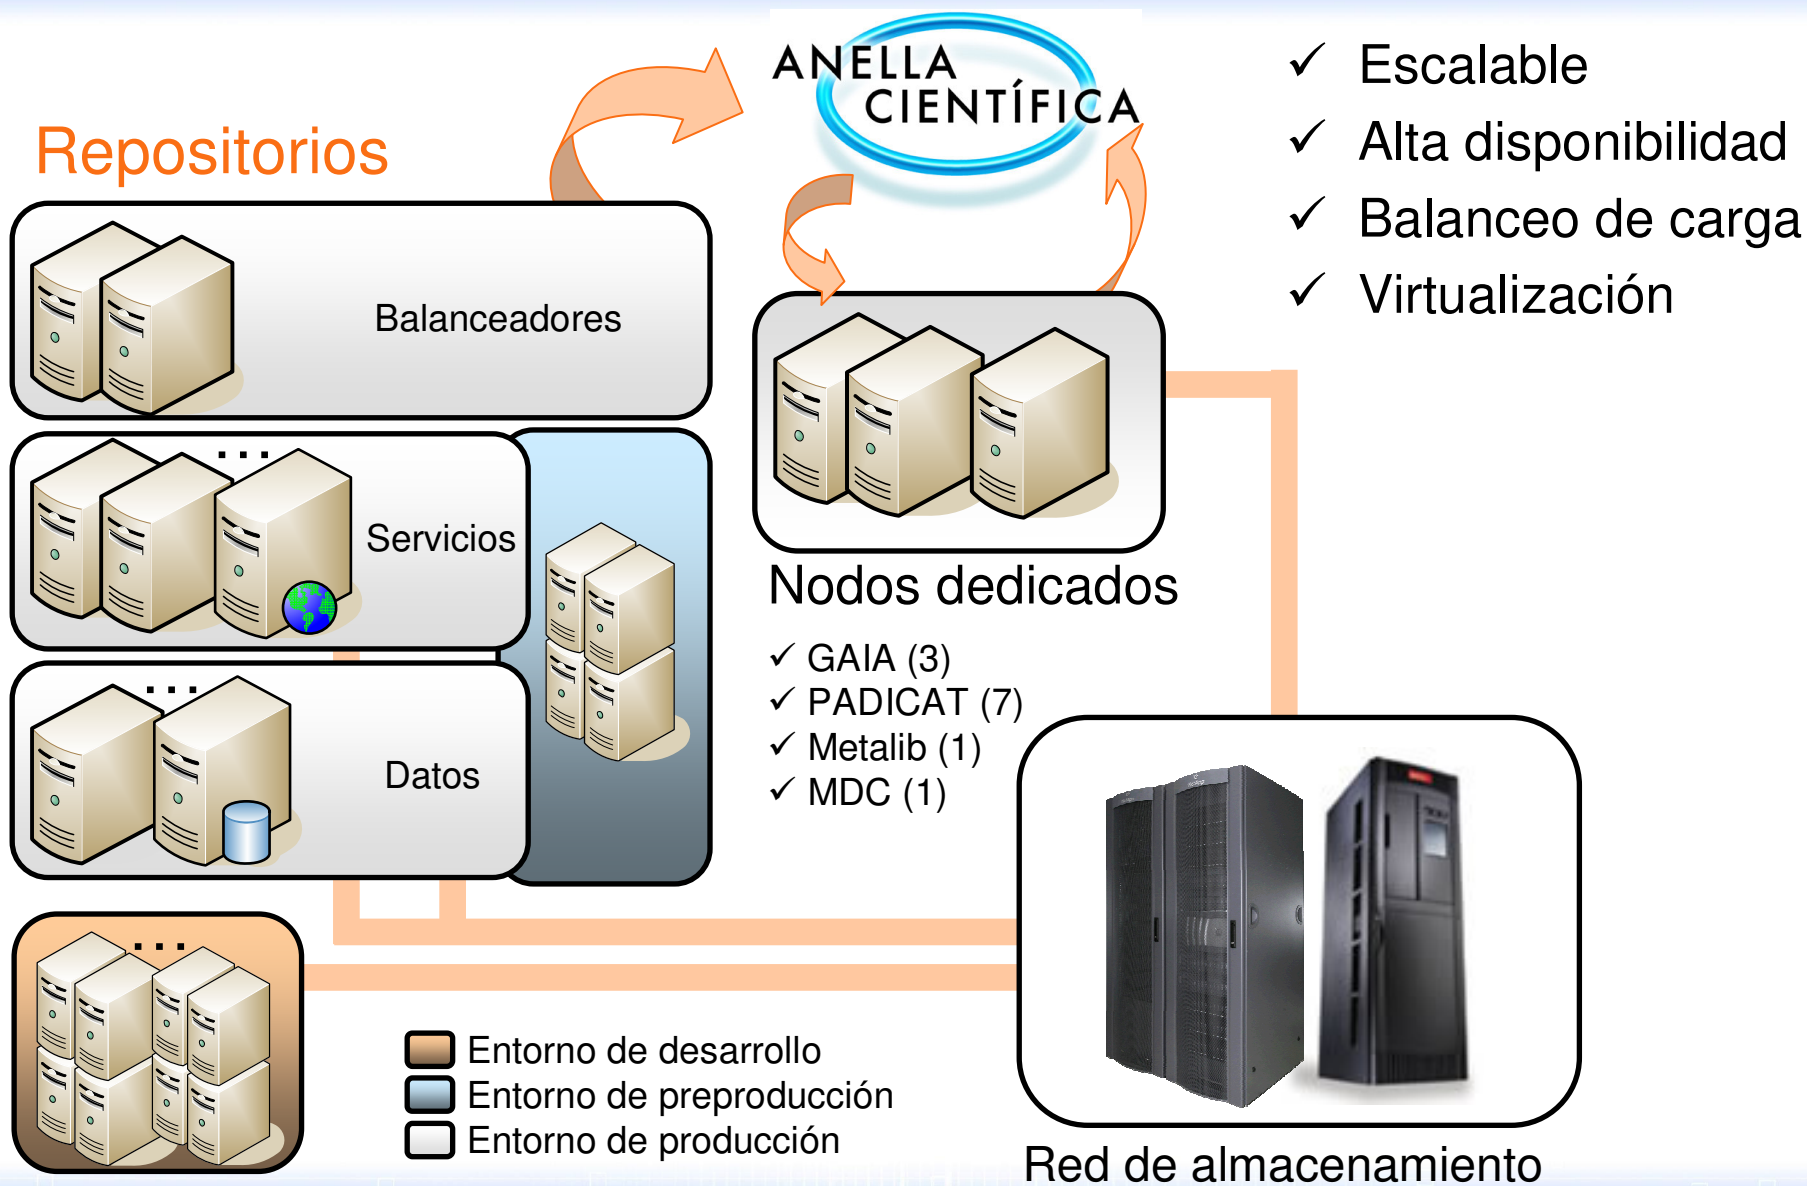 ANELLA
CIENTÍFICA
Repositorios
✓ Escalable
✓ Alta disponibilidad
✓ Balanceo de carga
✓ Virtualización
Balanceadores
...
Servicios
...
Datos
...
Nodos dedicados
✓ GAIA (3)
✓ PADICAT (7)
✓ Metalib (1)
✓ MDC (1)
Entorno de desarrollo
Entorno de preproducción
Entorno de producción
Red de almacenamiento